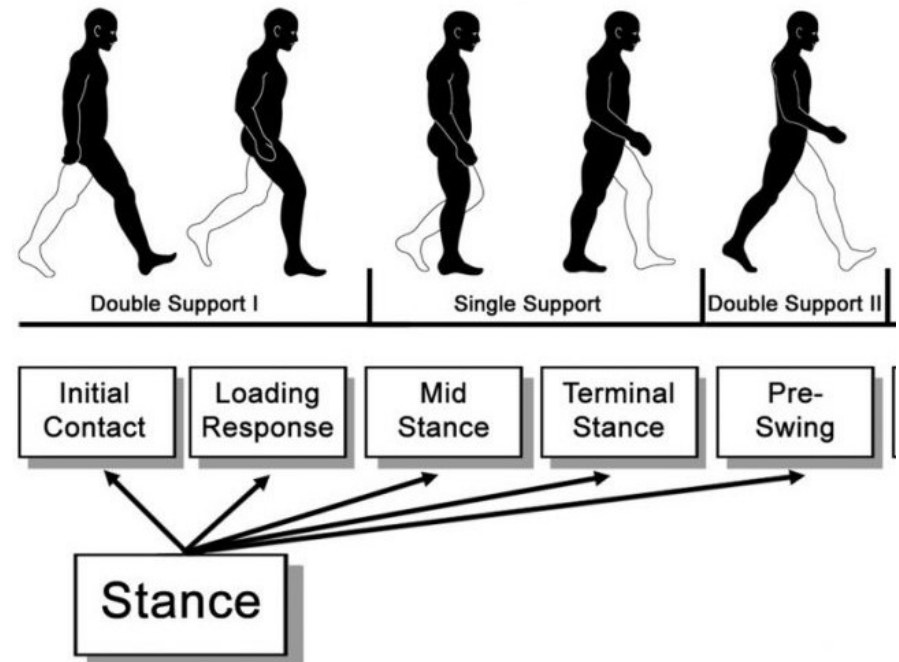 Double Support I
Single Support
Double Support II
Initial
Contact
Loading
Response
Mid
Stance
Terminal
Stance
Pre-
Swing
Stance